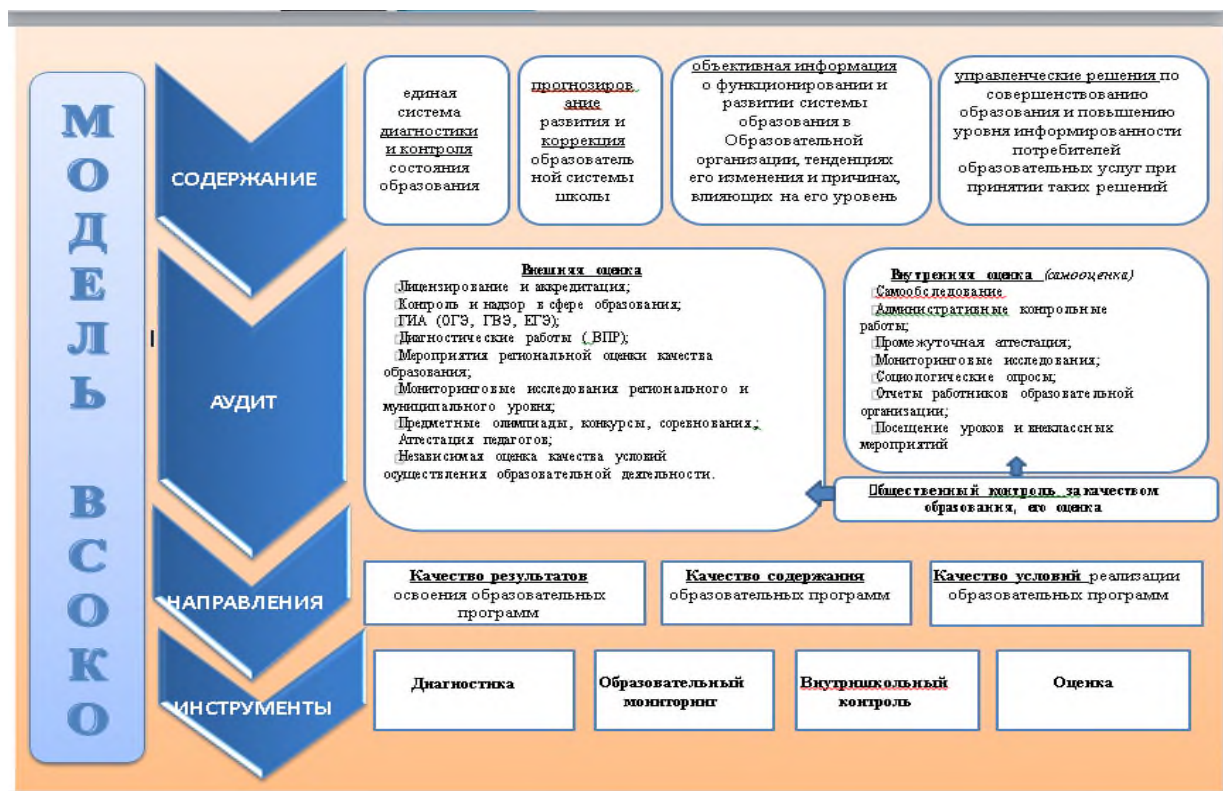 МОДЕЛЬ ВСОКО
СОДЕРЖАНИЕ
единая
система
диагностики
и контроля
состояния
образования
прогнозиров
ание
развития и
коррекция
образователь
ной системы
школы
объективная информация
о функционировании и
развитии системы
образования в
Образовательной
организации, тенденциях
его изменения и причинах,
влияющих на его уровень
управленческие решения по
совершенствованию
образования и повышению
уровня информированности
потребителей
образовательных услуг при
принятии таких решений
АУДИТ
Внешняя оценка
Лицензирование и аккредитация;
Контроль и надзор в сфере образования;
ГИА (ОГЭ, ГВЭ, ЕГЭ);
Диагностические работы ( ВПР);
Мероприятия региональной оценки качества
образования;
Мониторинговые исследования регионального и
муниципального уровня;
Предметные олимпиады, конкурсы, соревнования,;
Аттестация педагогов;
Независимая оценка качества условий
осуществления образовательной деятельности.
Внутренняя оценка (самооценка)
Самообследование
Административные контрольные
работы;
Промежуточная аттестация;
Мониторинговые исследования;
Социологические опросы;
Отчеты работников образовательной
организации;
Посещение уроков и внеклассных
мероприятий
Общественный контроль за качеством
образования, его оценка
НАПРАВЛЕНИЯ
Качество результатов
освоения образовательных
программ
Качество содержания
образовательных программ
Качество условий реализации
образовательных программ
ИНСТРУМЕНТЫ
Диагностика
Образовательный
мониторинг
Внутришкольный
контроль
Оценка